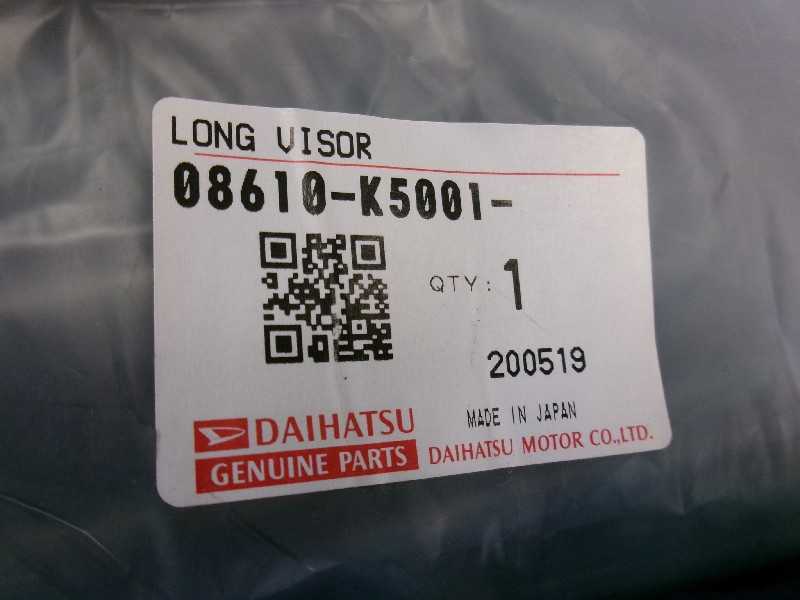 LONG VISOR
08610-K5001-
QTY: 1
200519
MADE IN JAPAN
DAIHATSU
GENUINE PARTS
DAIHATSU MOTOR CO.,LTD.